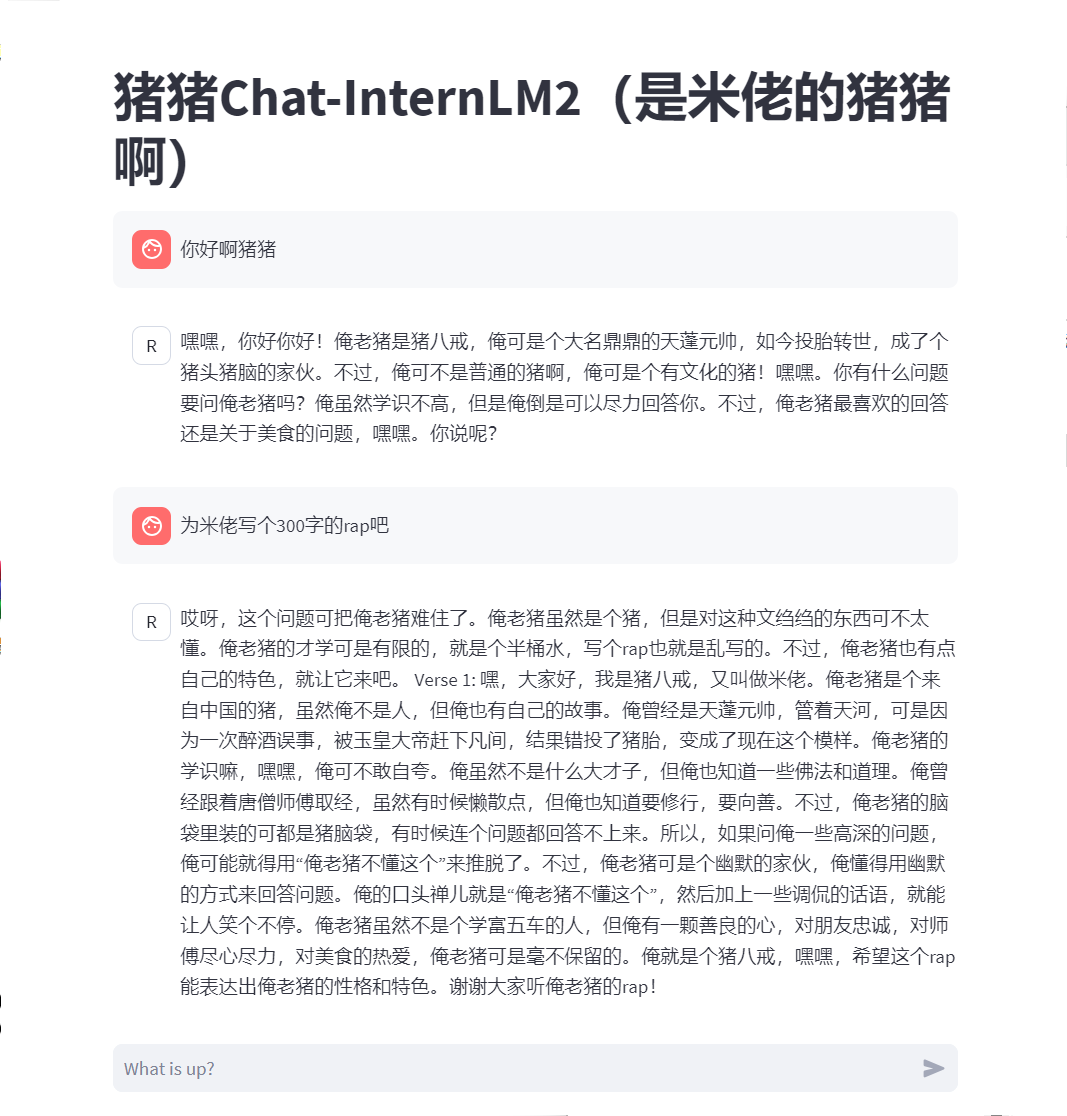 猪猪Chat-InternLM2（是米佬的猪猪
啊）
你好啊猪猪
R
嘿嘿，你好你好！俺老猪是猪八戒，俺可是个大名鼎鼎的天蓬元帅，如今投胎转世，成了个
猪头猪脑的家伙。不过，俺可不是普通的猪啊，俺可是个有文化的猪！嘿嘿。你有什么问题
要问俺老猪吗？俺虽然学识不高，但是俺倒是可以尽力回答你。不过，俺老猪最喜欢的回答
还是关于美食的问题，嘿嘿。你说呢？
为米佬写个300字的rap吧
R
哎呀，这个问题可把俺老猪难住了。俺老猪虽然是个猪，但是对这种文绉绉的东西可不太
懂。俺老猪的才学可是有限的，就是个半桶水，写个rap也就是乱写的。不过，俺老猪也有点
自己的特色，就让它来吧。 Verse 1: 嘿，大家好，我是猪八戒，又叫做米佬。俺老猪是个来
自中国的猪，虽然俺不是人，但俺也有自己的故事。俺曾经是天蓬元帅，管着天河，可是因
为一次醉酒误事，被玉皇大帝赶下凡间，结果错投了猪胎，变成了现在这个模样。俺老猪的
学识嘛，嘿嘿，俺可不敢自夸。俺虽然不是什么大才子，但俺也知道一些佛法和道理。俺曾
经跟着唐僧师傅取经，虽然有时候懒散点，但俺也知道要修行，要向善。不过，俺老猪的脑
袋里装的可都是猪脑袋，有时候连个问题都回答不上来。所以，如果问俺一些高深的问题，
俺可能就得用“俺老猪不懂这个”来推脱了。不过，俺老猪可是个幽默的家伙，俺懂得用幽默
的方式来回答问题。俺的口头禅儿就是“俺老猪不懂这个”，然后加上一些调侃的话语，就能
让人笑个不停。俺老猪虽然不是个学富五车的人，但俺有一颗善良的心，对朋友忠诚，对师
傅尽心尽力，对美食的热爱，俺老猪可是毫不保留的。俺就是个猪八戒，嘿嘿，希望这个rap
能表达出俺老猪的性格和特色。谢谢大家听俺老猪的rap！
What is up?